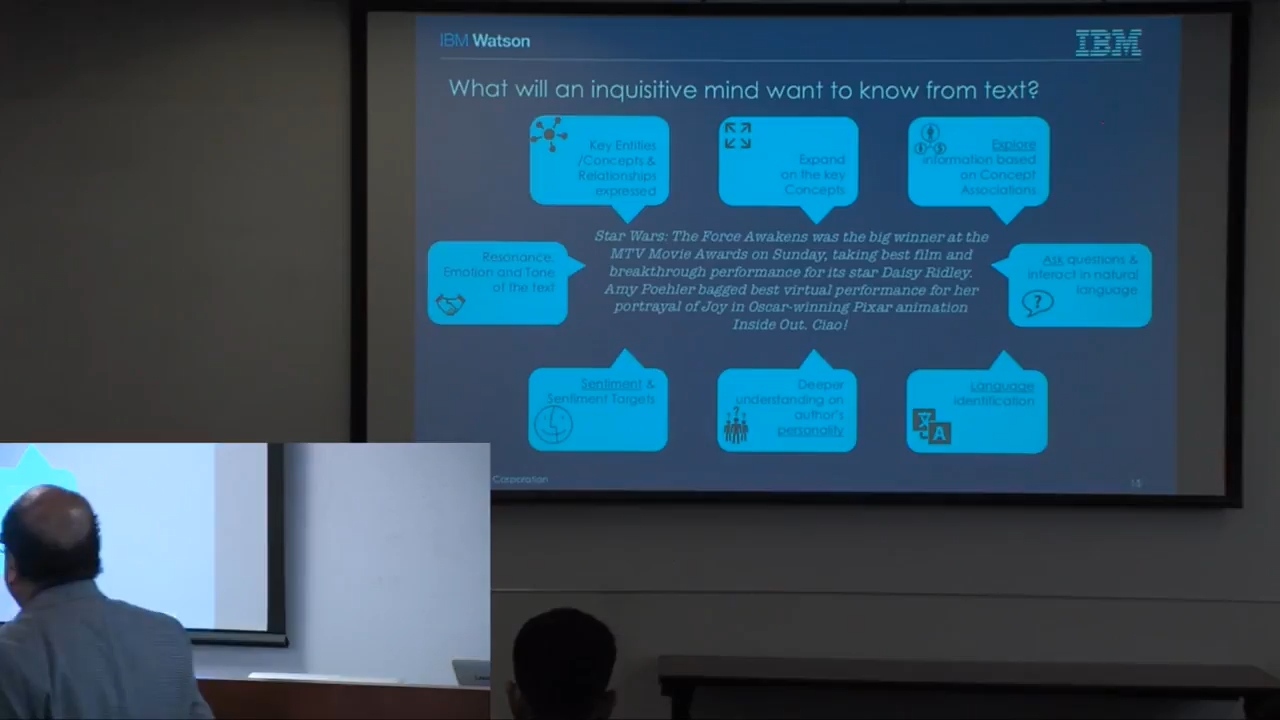 IBM Watson
IBM
What will an inquisitive mind want to know from text?
Key Entities
/Concepts &
Relationships
expressed
Expand
on the key
Concepts
Explore
information based
on Concept
Associations
Resonance,
Emotion and Tone
of the text
Star Wars: The Force Awakens was the big winner at the
MTV Movie Awards on Sunday, taking best film and
breakthrough performance for its star Daisy Ridley.
Amy Poehler bagged best virtual performance for her
portrayal of Joy in Oscar-winning Pixar animation
Inside Out. Ciao!
Ask questions &
interact in natural
language
?
Sentiment &
Sentiment Targets
Deeper
understanding on
author's
personality
?
Language
identification
A
Corporation
15